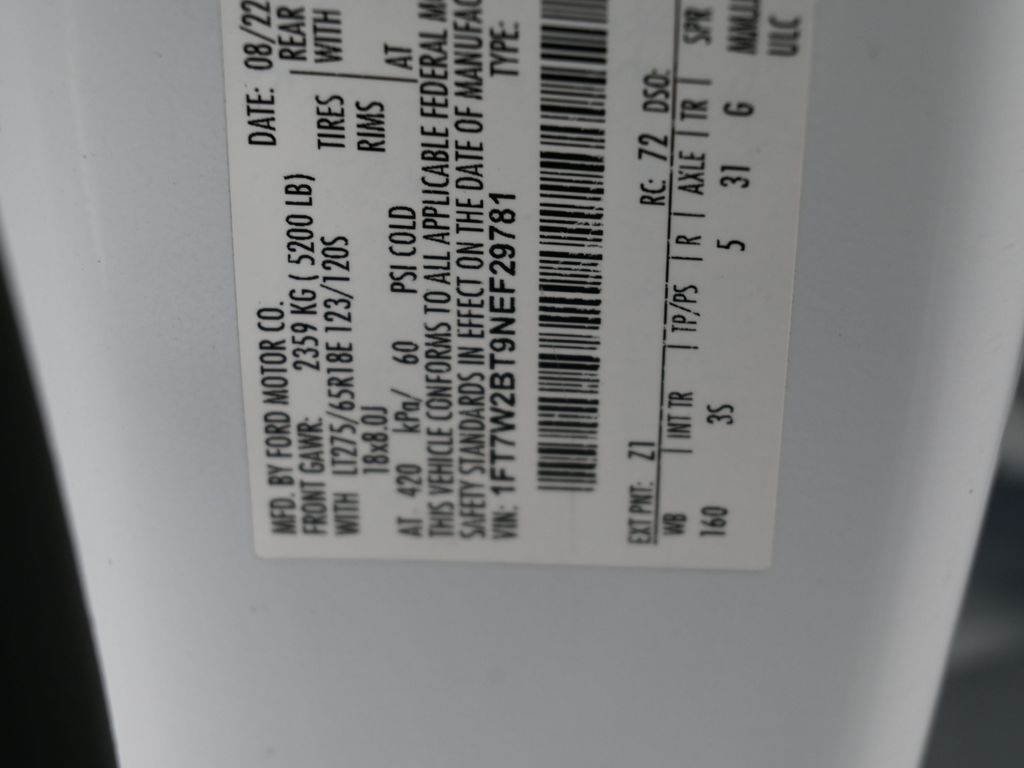 MFD. BY FORD MOTOR CO. DATE: 08/22
FRONT GAWR: 2359 KG ( 5200 LB) REAR
WITH LT275/65R18E 123/120S TIRES WITH
18x8.0J RIMS
AT 420 kPa/ 60 PSI COLD AT
THIS VEHICLE CONFORMS TO ALL APPLICABLE FEDERAL
SAFETY STANDARDS IN EFFECT ON THE DATE OF MANUFAC
VIN: 1FT7W2BT9NEF29781 TYPE:
EXT PNT: Z1 RC: 72 DSO:
WB | INT TR | TP/PS | R | AXLE | TR | SPR
160 3S 5 31 G
ULC